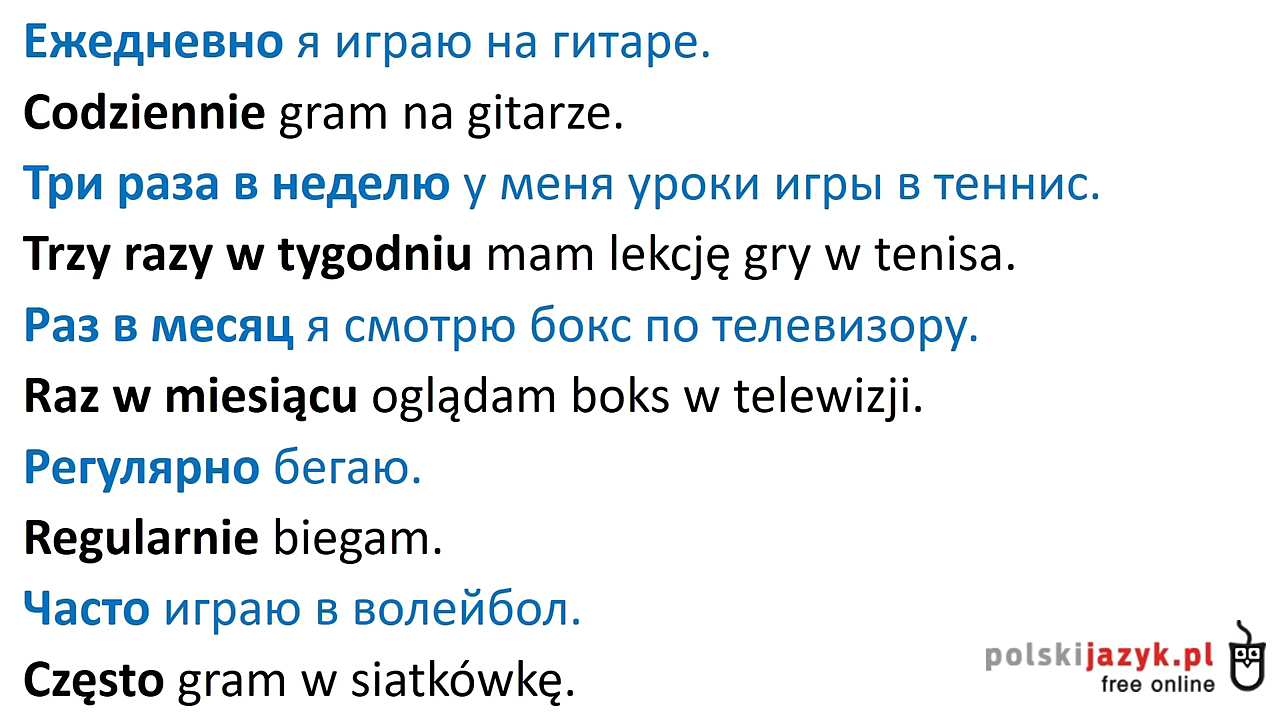 Ежедневно я играю на гитаре.
Codziennie gram na gitarze.
Три раза в неделю у меня уроки игры в теннис.
Trzy razy w tygodniu mam lekcję gry w tenisa.
Раз в месяц я смотрю бокс по телевизору.
Raz w miesiącu oglądam boks w telewizji.
Регулярно бегаю.
Regularnie biegam.
Часто играю в волейбол.
Często gram w siatkówkę.
polskijazyk.pl
free online